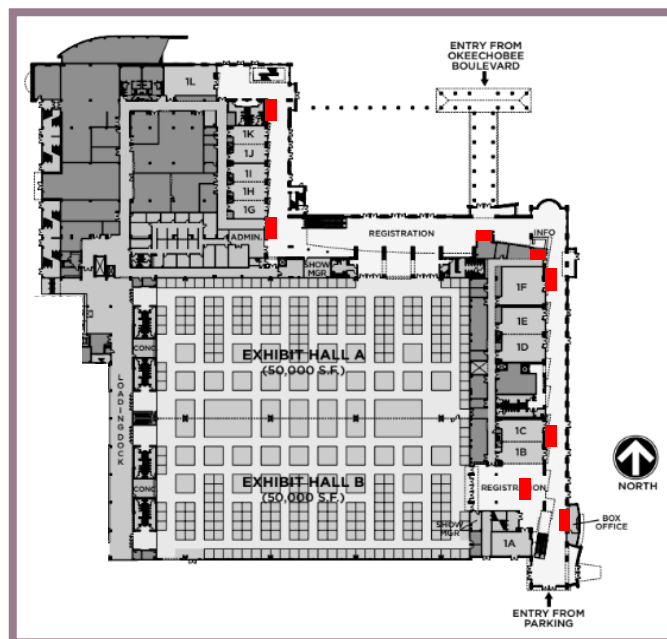 ENTRY FROM
OKEECHOBEE
BOULEVARD
1L
1K
1J
1I
1H
1G
ADMIN.
REGISTRATION
INFO
SHOW
MGR
1F
1E
1D
EXHIBIT HALL A
(50,000 S.F.)
CONC
LOADING DOCK
1C
1B
EXHIBIT HALL B
(50,000 S.F.)
CONC
REGISTRATION
NORTH
SHOW
MGR
1A
BOX
OFFICE
ENTRY FROM
PARKING